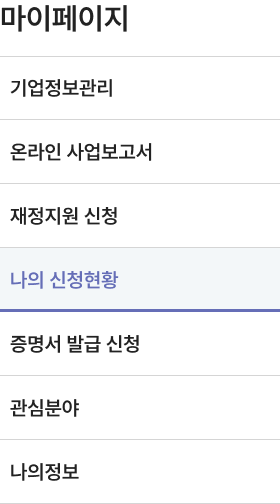 마이페이지
기업정보관리
온라인 사업보고서
재정지원 신청
나의 신청현황
증명서 발급 신청
관심분야
나의정보